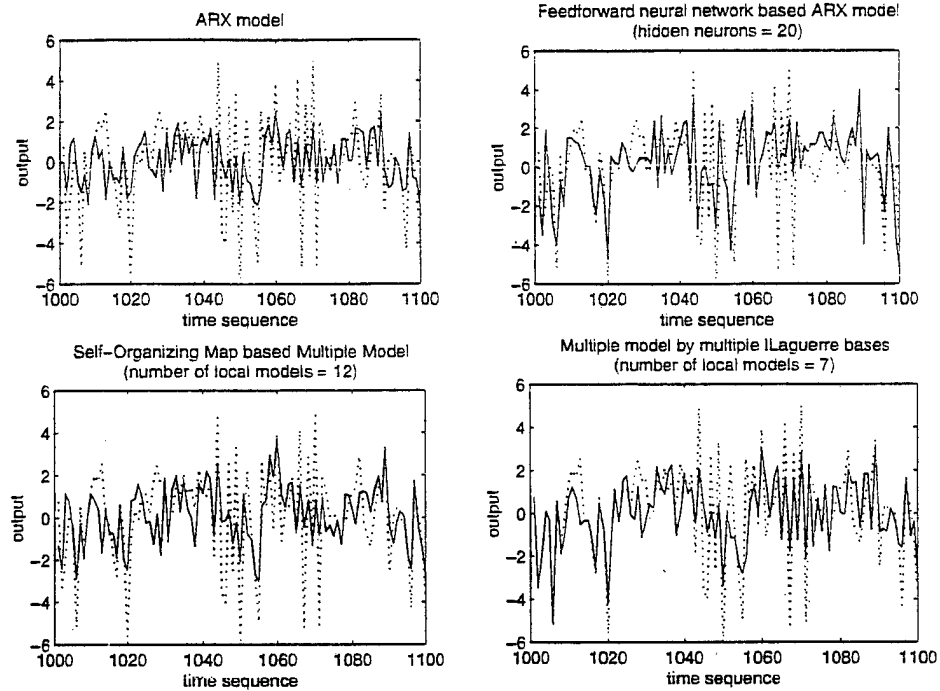 ARX model
6
4
2
0
−2
−4
−6
output
1000 1020 1040 1060 1080 1100
time sequence
Feedforward neural network based ARX model
(hidden neurons = 20)
6
4
2
0
−2
−4
−6
output
1000 1020 1040 1060 1080 1100
time sequence
Self−Organizing Map based Multiple Model
(number of local models = 12)
6
4
2
0
−2
−4
−6
output
1000 1020 1040 1060 1080 1100
time sequence
Multiple model by multiple lLaguerre bases
(number of local models = 7)
6
4
2
0
−2
−4
−6
output
1000 1020 1040 1060 1080 1100
time sequence